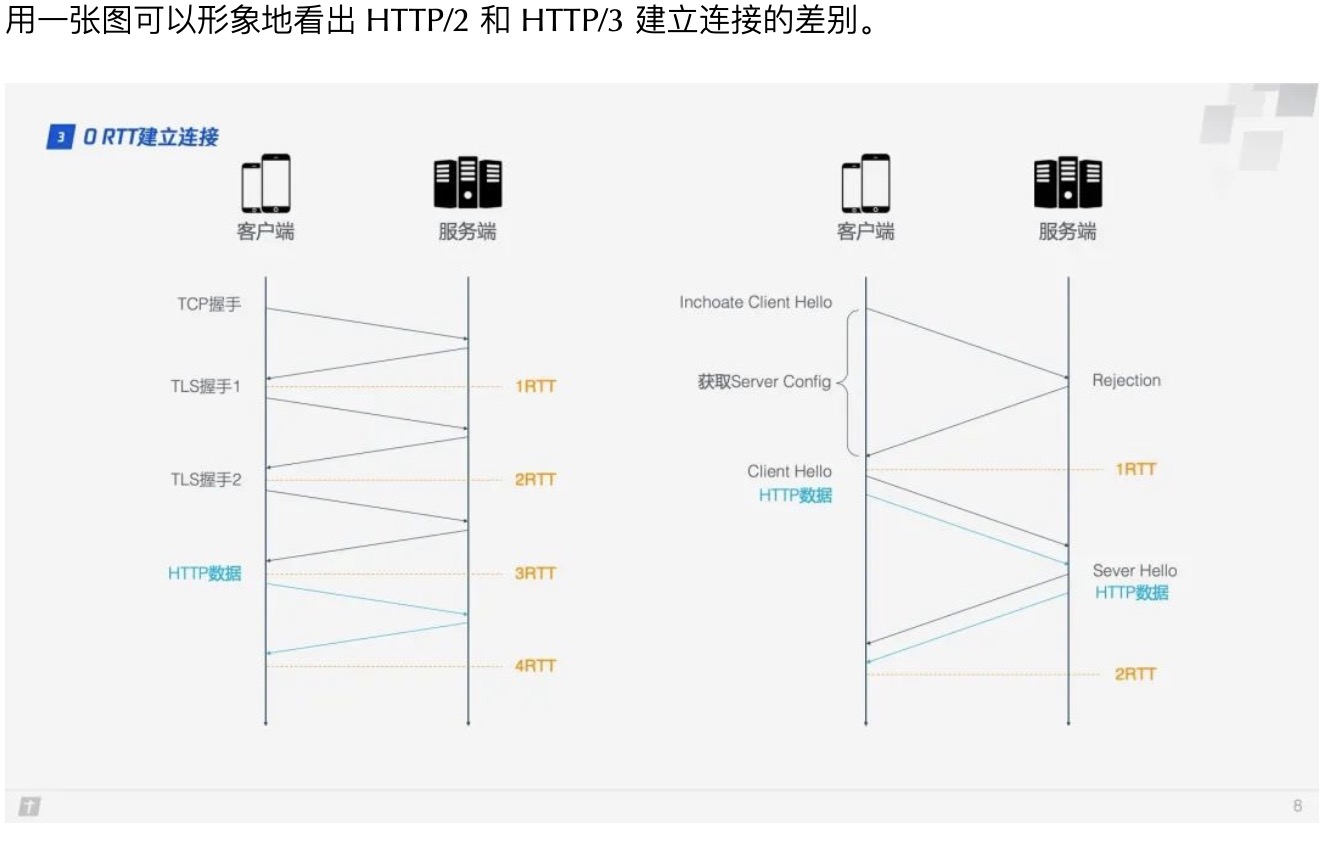 用一张图可以形象地看出 HTTP/2 和 HTTP/3 建立连接的差别。
3 0 RTT建立连接
客户端
服务端
TCP握手
TLS握手1
1RTT
TLS握手2
2RTT
HTTP数据
3RTT
4RTT
客户端
服务端
Inchoate Client Hello
获取Server Config
Rejection
1RTT
Client Hello
HTTP数据
Sever Hello
HTTP数据
2RTT
8